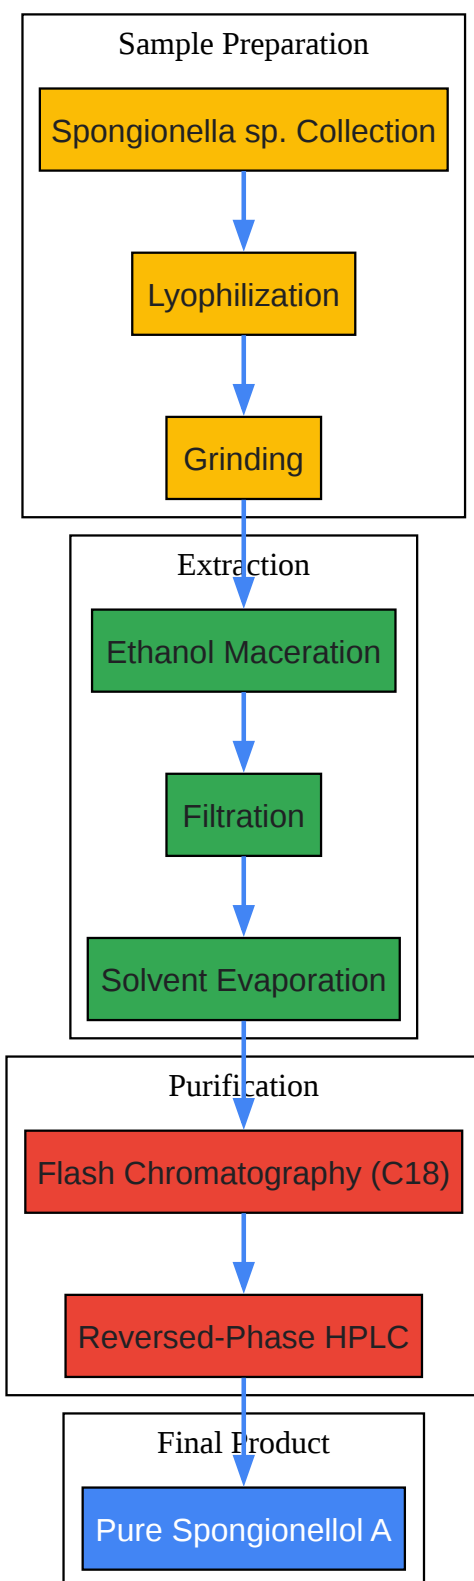 Sample Preparation
Spongionella sp. Collection
Lyophilization
Grinding
Extraction
Ethanol Maceration
Filtration
Solvent Evaporation
Purification
Flash Chromatography (C18)
Reversed-Phase HPLC
Final Product
Pure Spongionellol A